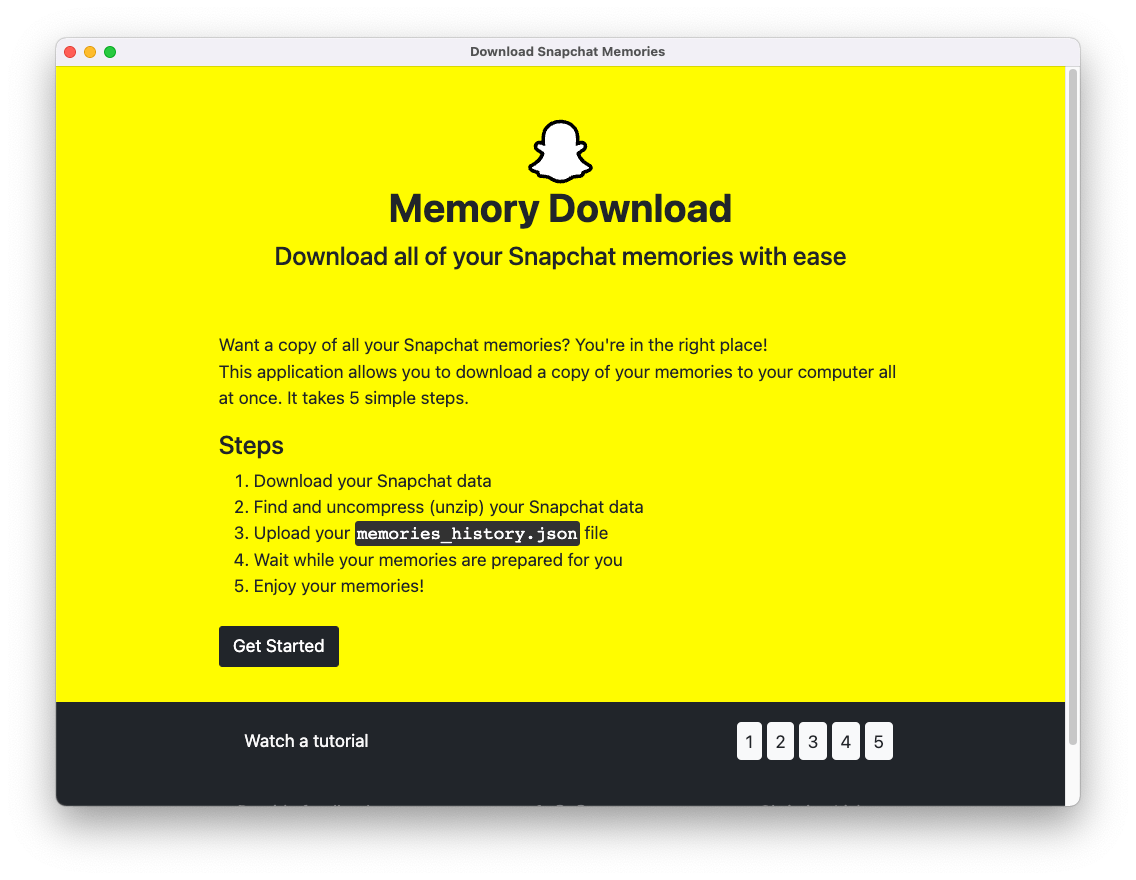 Download Snapchat Memories
Memory Download
Download all of your Snapchat memories with ease
Want a copy of all your Snapchat memories? You're in the right place!
This application allows you to download a copy of your memories to your computer all
at once. It takes 5 simple steps.
Steps
1. Download your Snapchat data
2. Find and uncompress (unzip) your Snapchat data
3. Upload your memories_history.json file
4. Wait while your memories are prepared for you
5. Enjoy your memories!
Get Started
Watch a tutorial 1 2 3 4 5